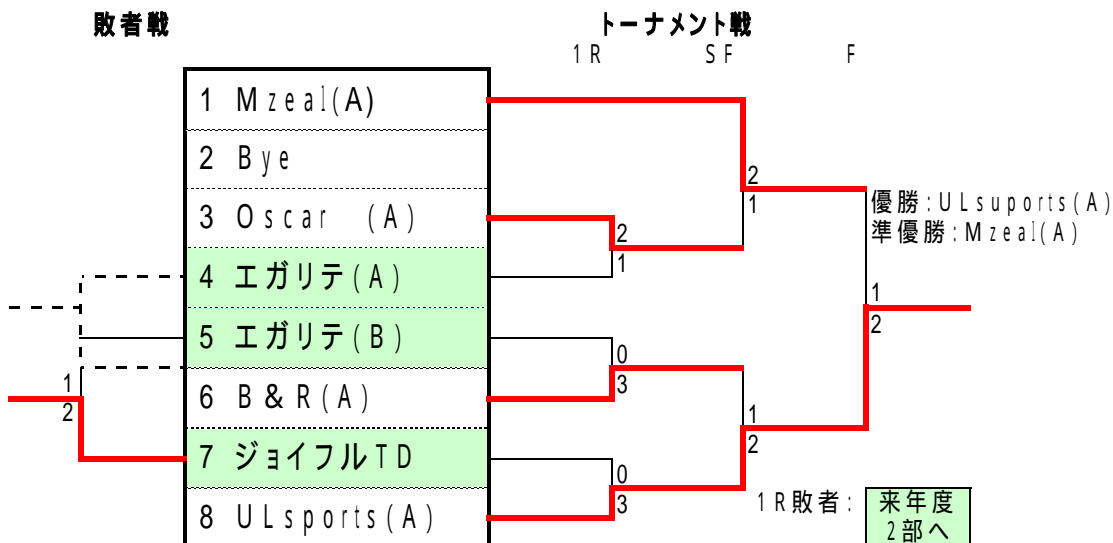 敗者戦
トーナメント戦
1R SF F
1 Mzeal(A)
2 Bye
3 Oscar (A)
4 エガリテ(A)
5 エガリテ(B)
6 B&R(A)
7 ジョイフルTD
8 ULsports(A)
2
1
2
1
0
3
0
3
1
2
1
2
1
2
優勝:ULsuports(A)
準優勝:Mzeal(A)
1R敗者:
来年度
2部へ